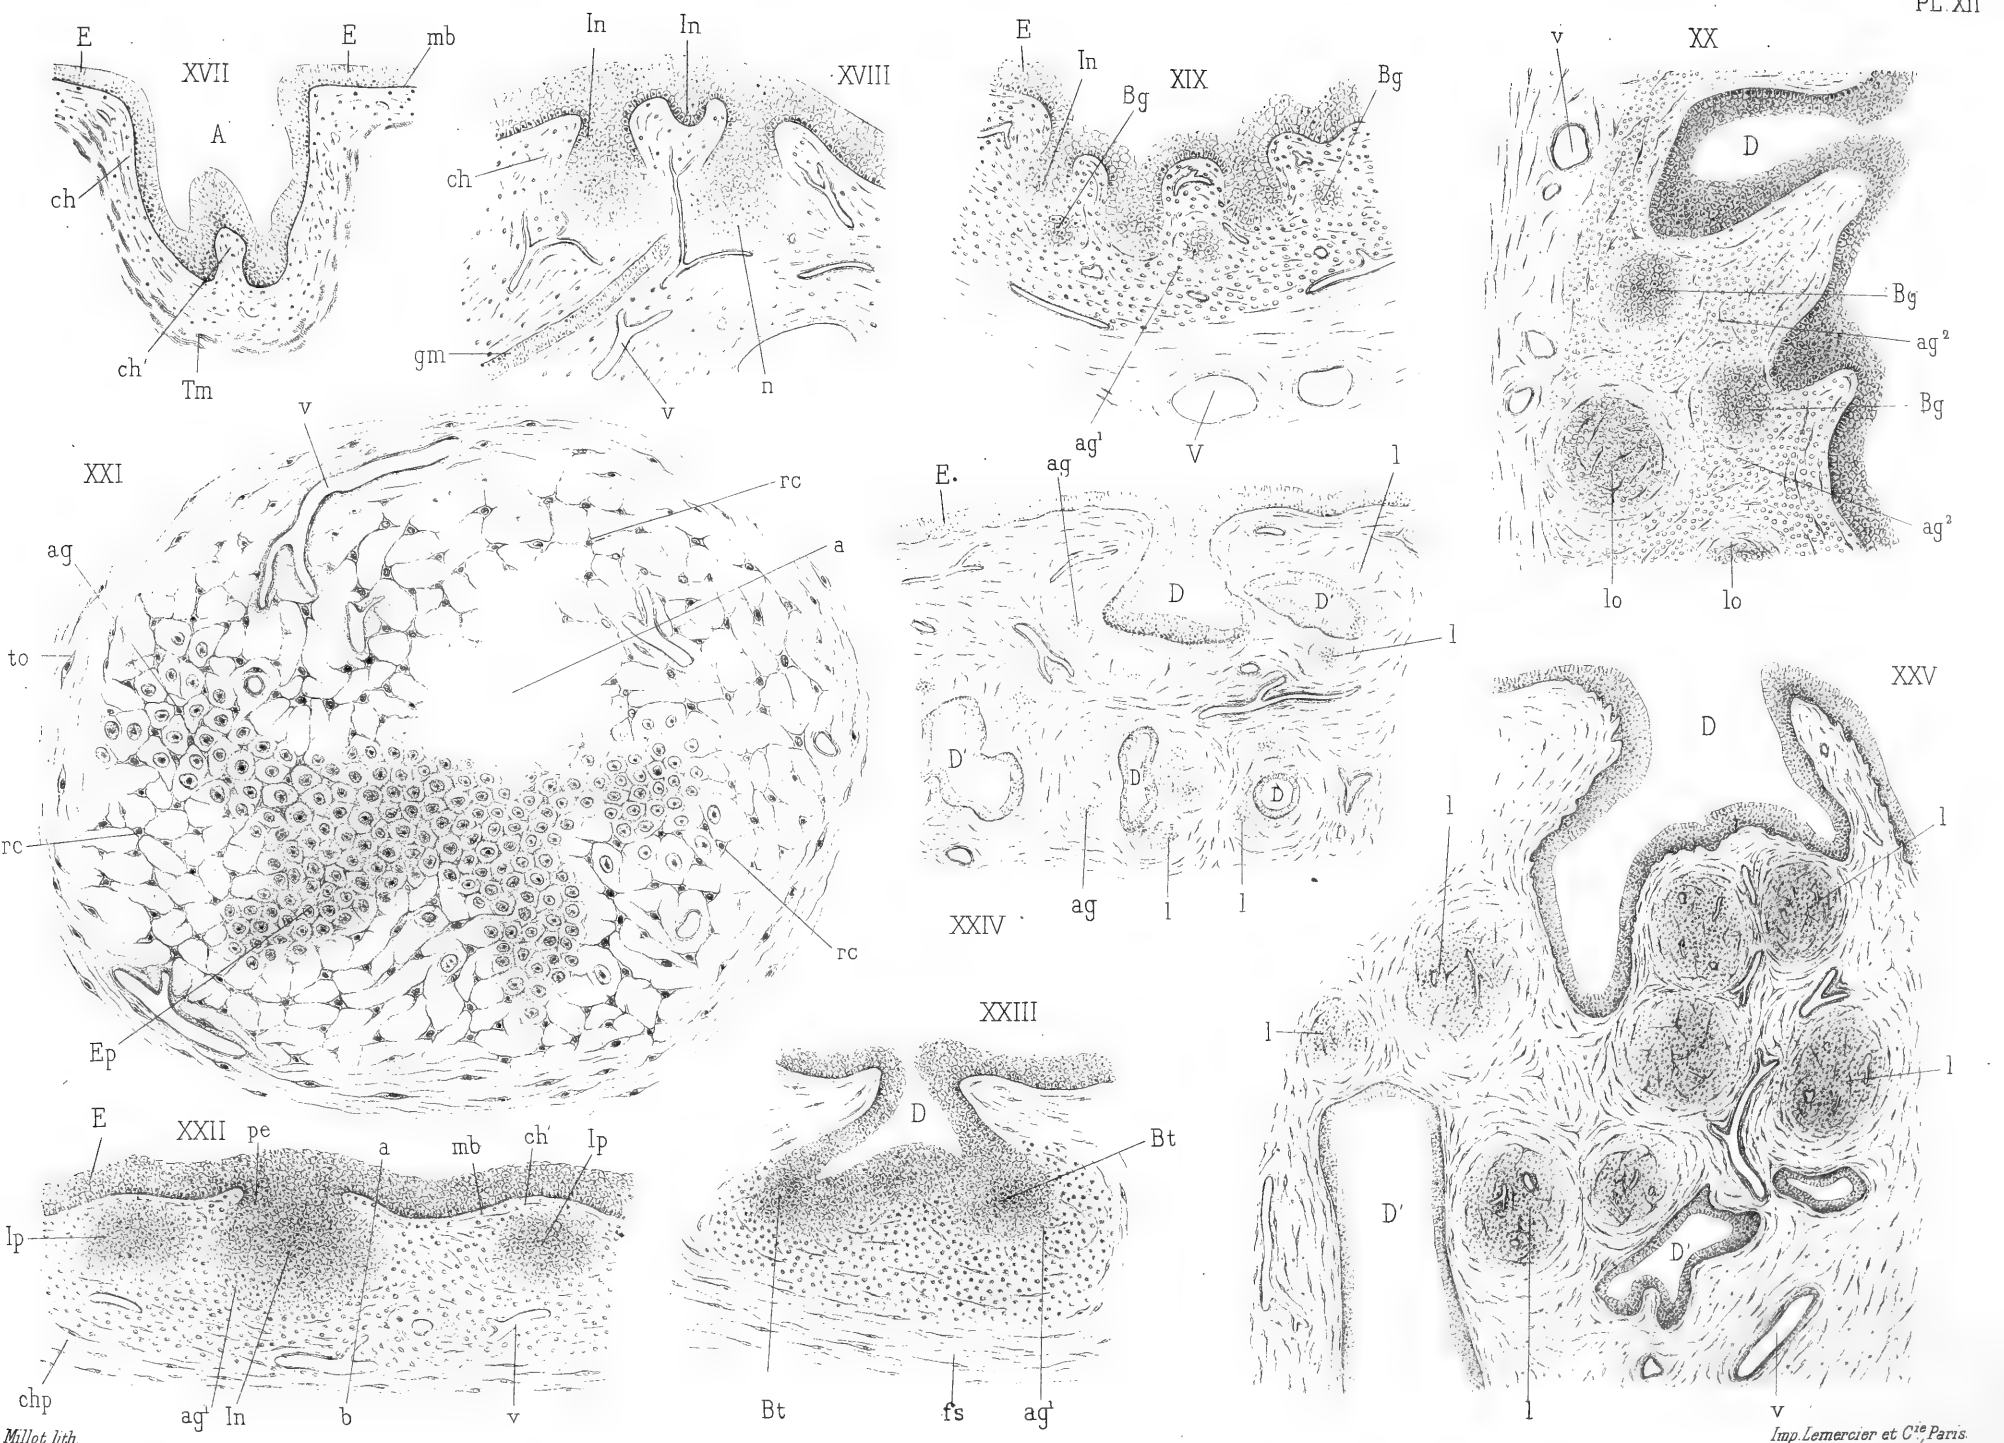 PL. XII
XVII
E
E
mb
A
ch
ch'
Tm
XVIII
In
In
ch
gm
v
n
XIX
E
In
Bg
Bg
ag¹
V
XX
v
D
Bg
ag²
Bg
ag²
lo
lo
XXI
v
rc
a
ag
to
rc
rc
Ep
XXIV
E.
ag
l
D
D'
l
D'
D'
D
ag
l
l
XXV
D
l
l
l
l
D'
D'
l
v
XXII
E
pe
a
mb
ch'
Ip
Ip
chp
ag¹
In
b
v
XXIII
D
Bt
Bt
fs
ag¹
Millot lith.
Imp. Lemercier et Cie, Paris.